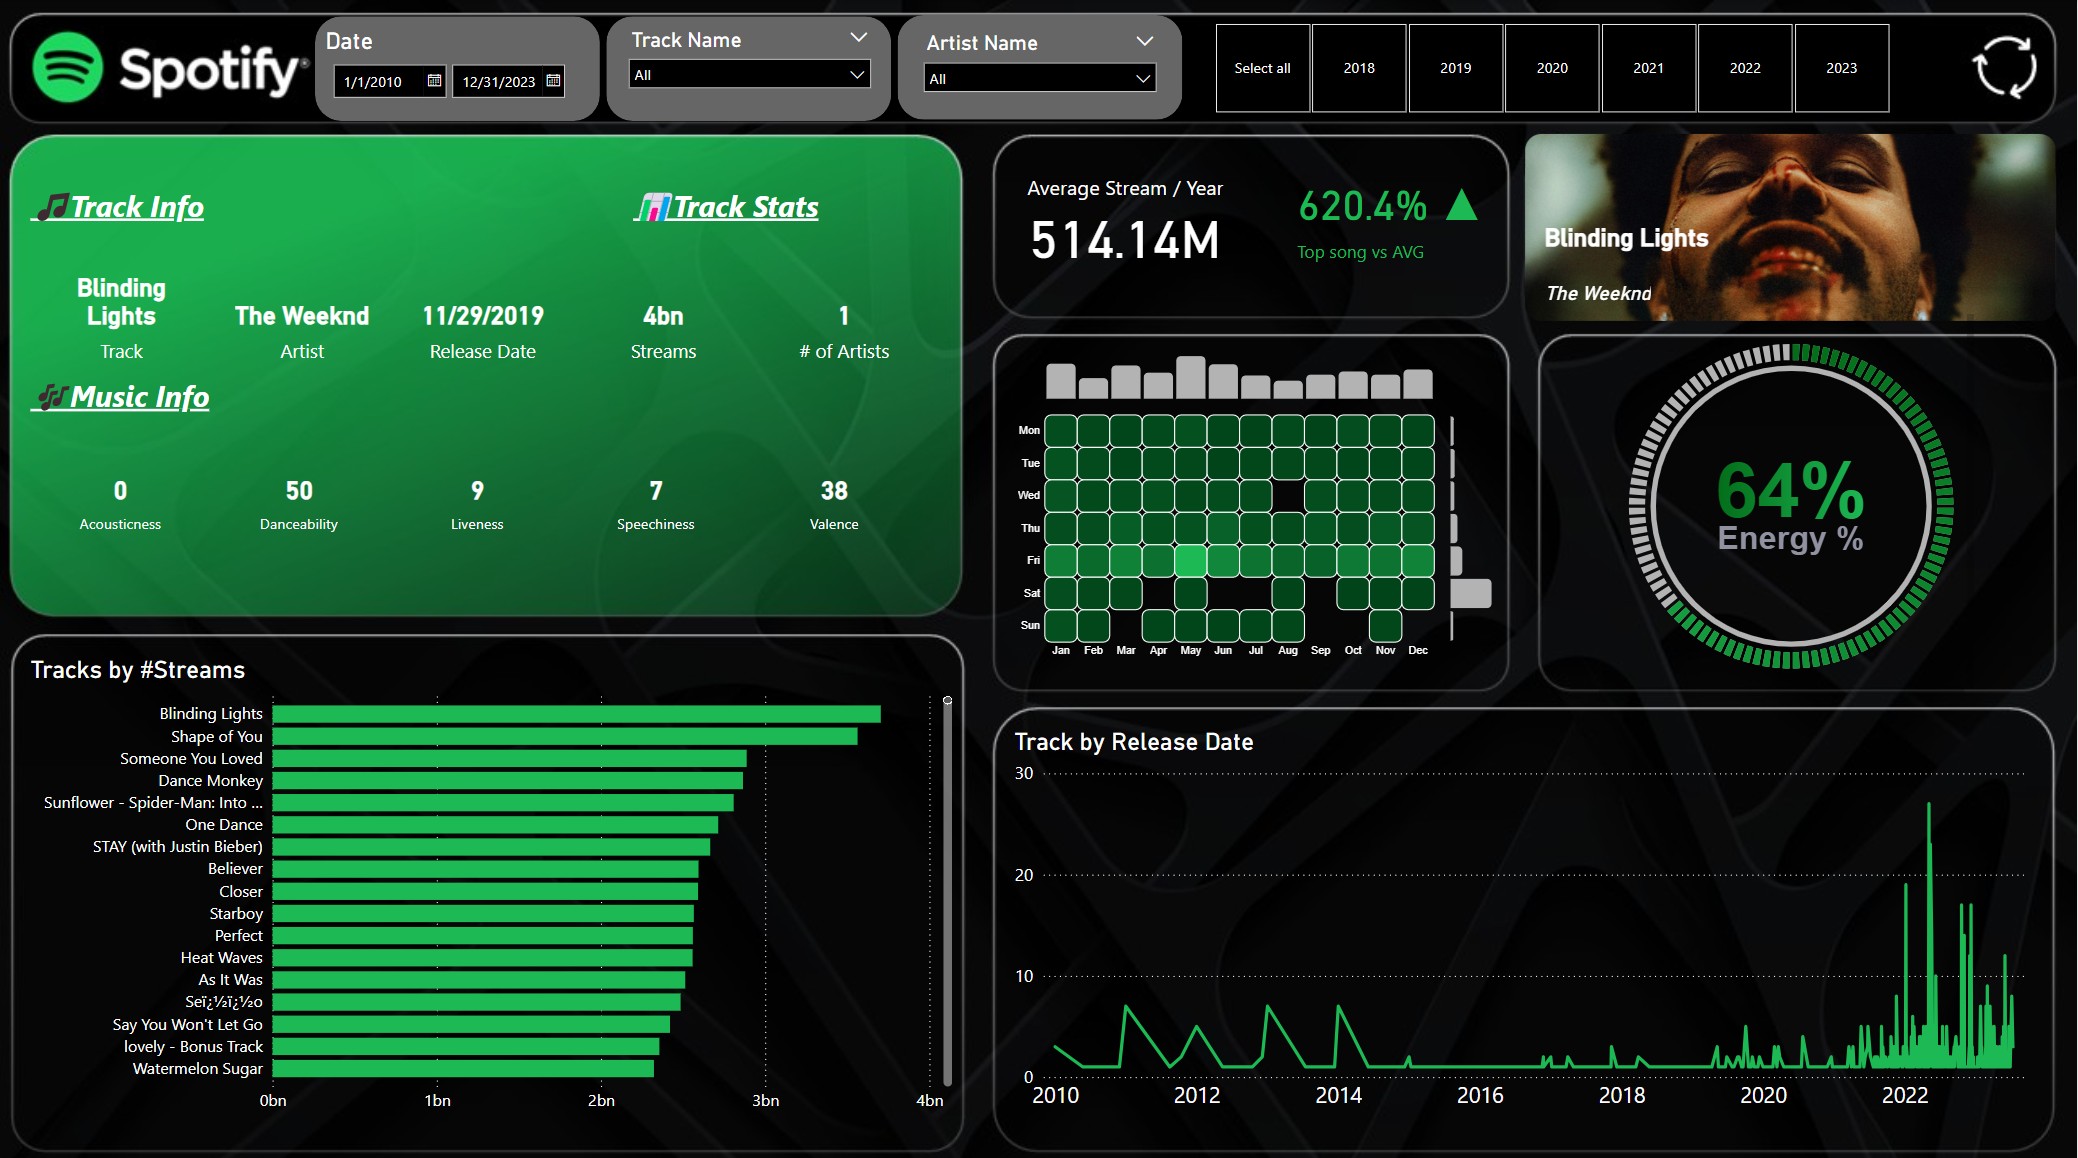 Spotify®
Date
1/1/2010
12/31/2023
Track Name
All
Artist Name
All
Select all
2018
2019
2020
2021
2022
2023
Track Info
Track Stats
Blinding
Lights
Track
The Weeknd
Artist
11/29/2019
Release Date
4bn
Streams
1
# of Artists
Music Info
0
Acousticness
50
Danceability
9
Liveness
7
Speechiness
38
Valence
Average Stream / Year
514.14M
620.4%
Top song vs AVG
Blinding Lights
The Weeknd
Mon
Tue
Wed
Thu
Fri
Sat
Sun
Jan Feb Mar Apr May Jun Jul Aug Sep Oct Nov Dec
64%
Energy %
Tracks by #Streams
Blinding Lights
Shape of You
Someone You Loved
Dance Monkey
Sunflower - Spider-Man: Into ...
One Dance
STAY (with Justin Bieber)
Believer
Closer
Starboy
Perfect
Heat Waves
As It Was
Seï¿½ï¿½o
Say You Won't Let Go
lovely - Bonus Track
Watermelon Sugar
0bn 1bn 2bn 3bn 4bn
Track by Release Date
30
20
10
0
2010 2012 2014 2016 2018 2020 2022